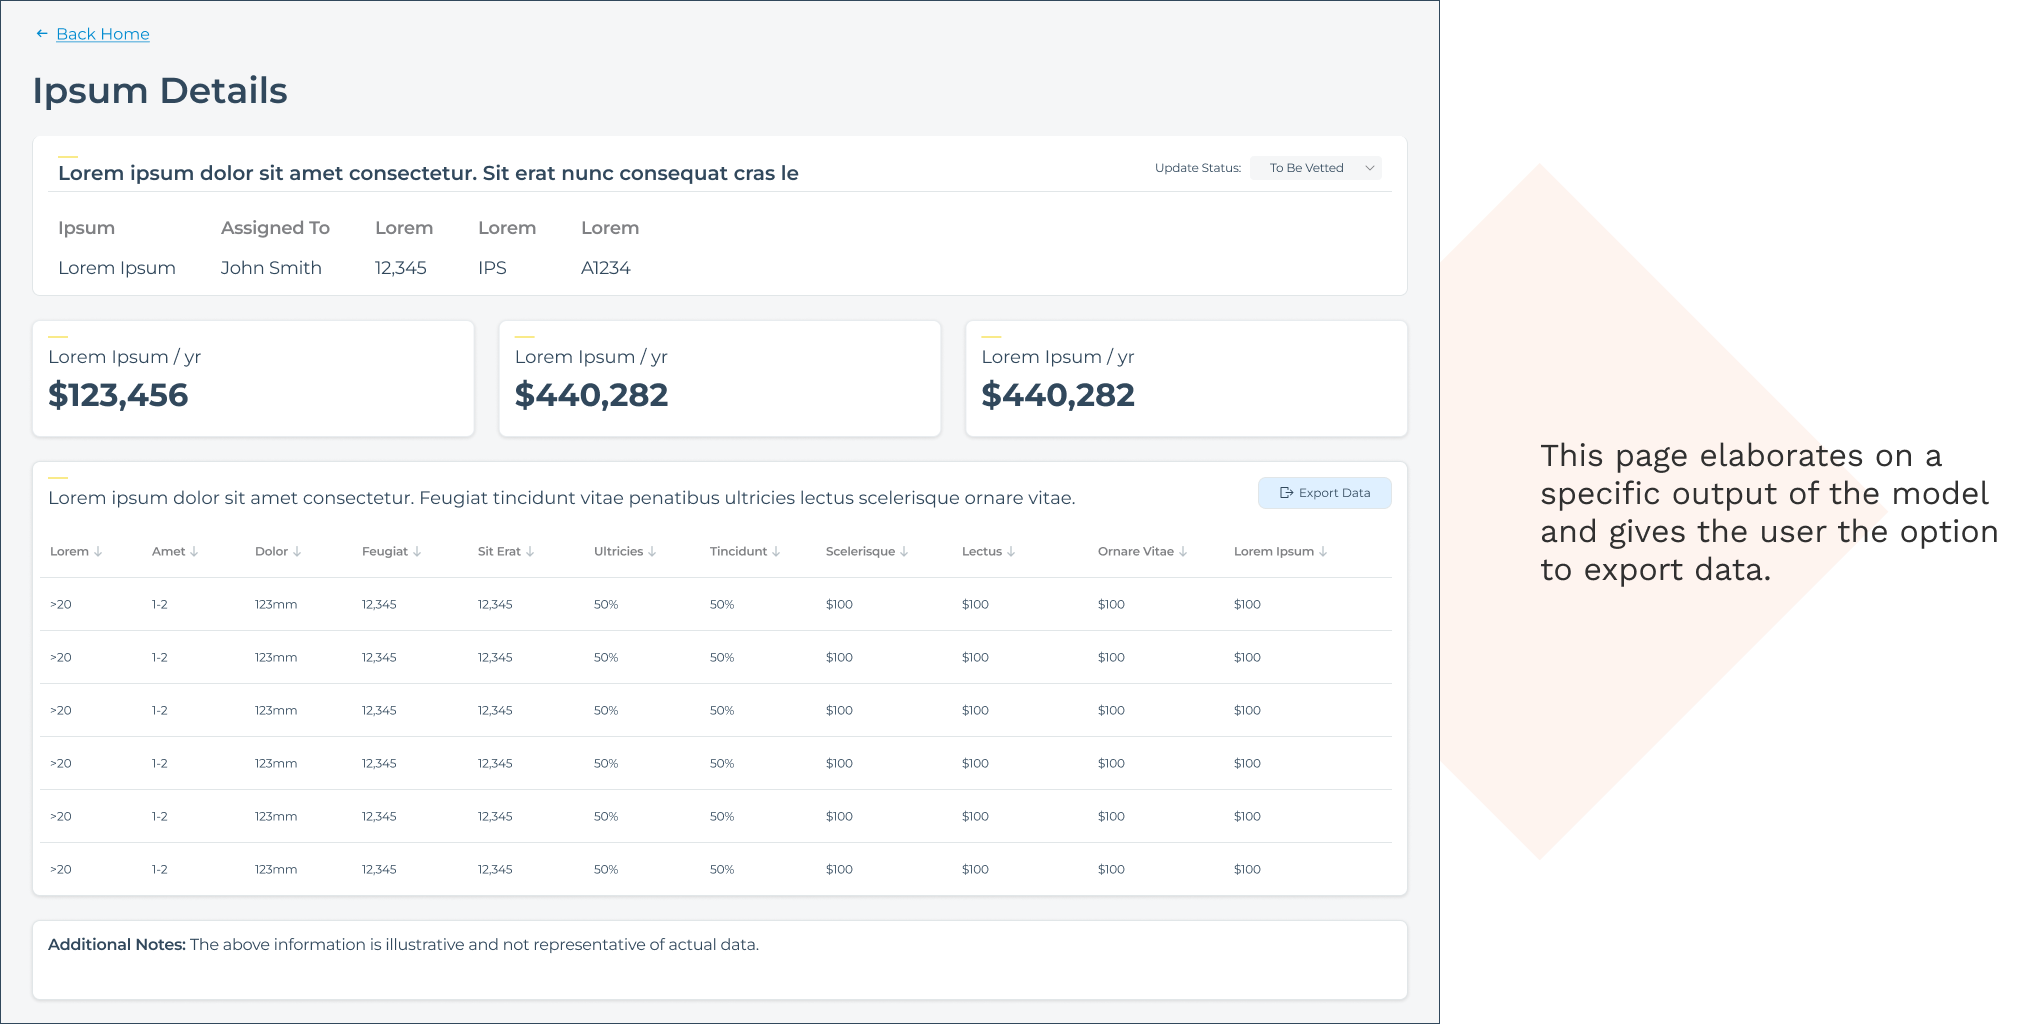 Back Home
Ipsum Details
Lorem ipsum dolor sit amet consectetur. Sit erat nunc consequat cras le
Update Status: To Be Vetted
Ipsum Assigned To Lorem Lorem Lorem
Lorem Ipsum John Smith 12,345 IPS A1234
Lorem Ipsum / yr Lorem Ipsum / yr Lorem Ipsum / yr
$123,456 $440,282 $440,282
Lorem ipsum dolor sit amet consectetur. Feugiat tincidunt vitae penatibus ultricies lectus scelerisque ornare vitae.
Export Data
Lorem Amet Dolor Feugiat Sit Erat Ultricies Tincidunt Scelerisque Lectus Ornare Vitae Lorem Ipsum
>20 1-2 123mm 12,345 12,345 50% 50% $100 $100 $100 $100
>20 1-2 123mm 12,345 12,345 50% 50% $100 $100 $100 $100
>20 1-2 123mm 12,345 12,345 50% 50% $100 $100 $100 $100
>20 1-2 123mm 12,345 12,345 50% 50% $100 $100 $100 $100
>20 1-2 123mm 12,345 12,345 50% 50% $100 $100 $100 $100
>20 1-2 123mm 12,345 12,345 50% 50% $100 $100 $100 $100
Additional Notes: The above information is illustrative and not representative of actual data.
This page elaborates on a
specific output of the model
and gives the user the option
to export data.